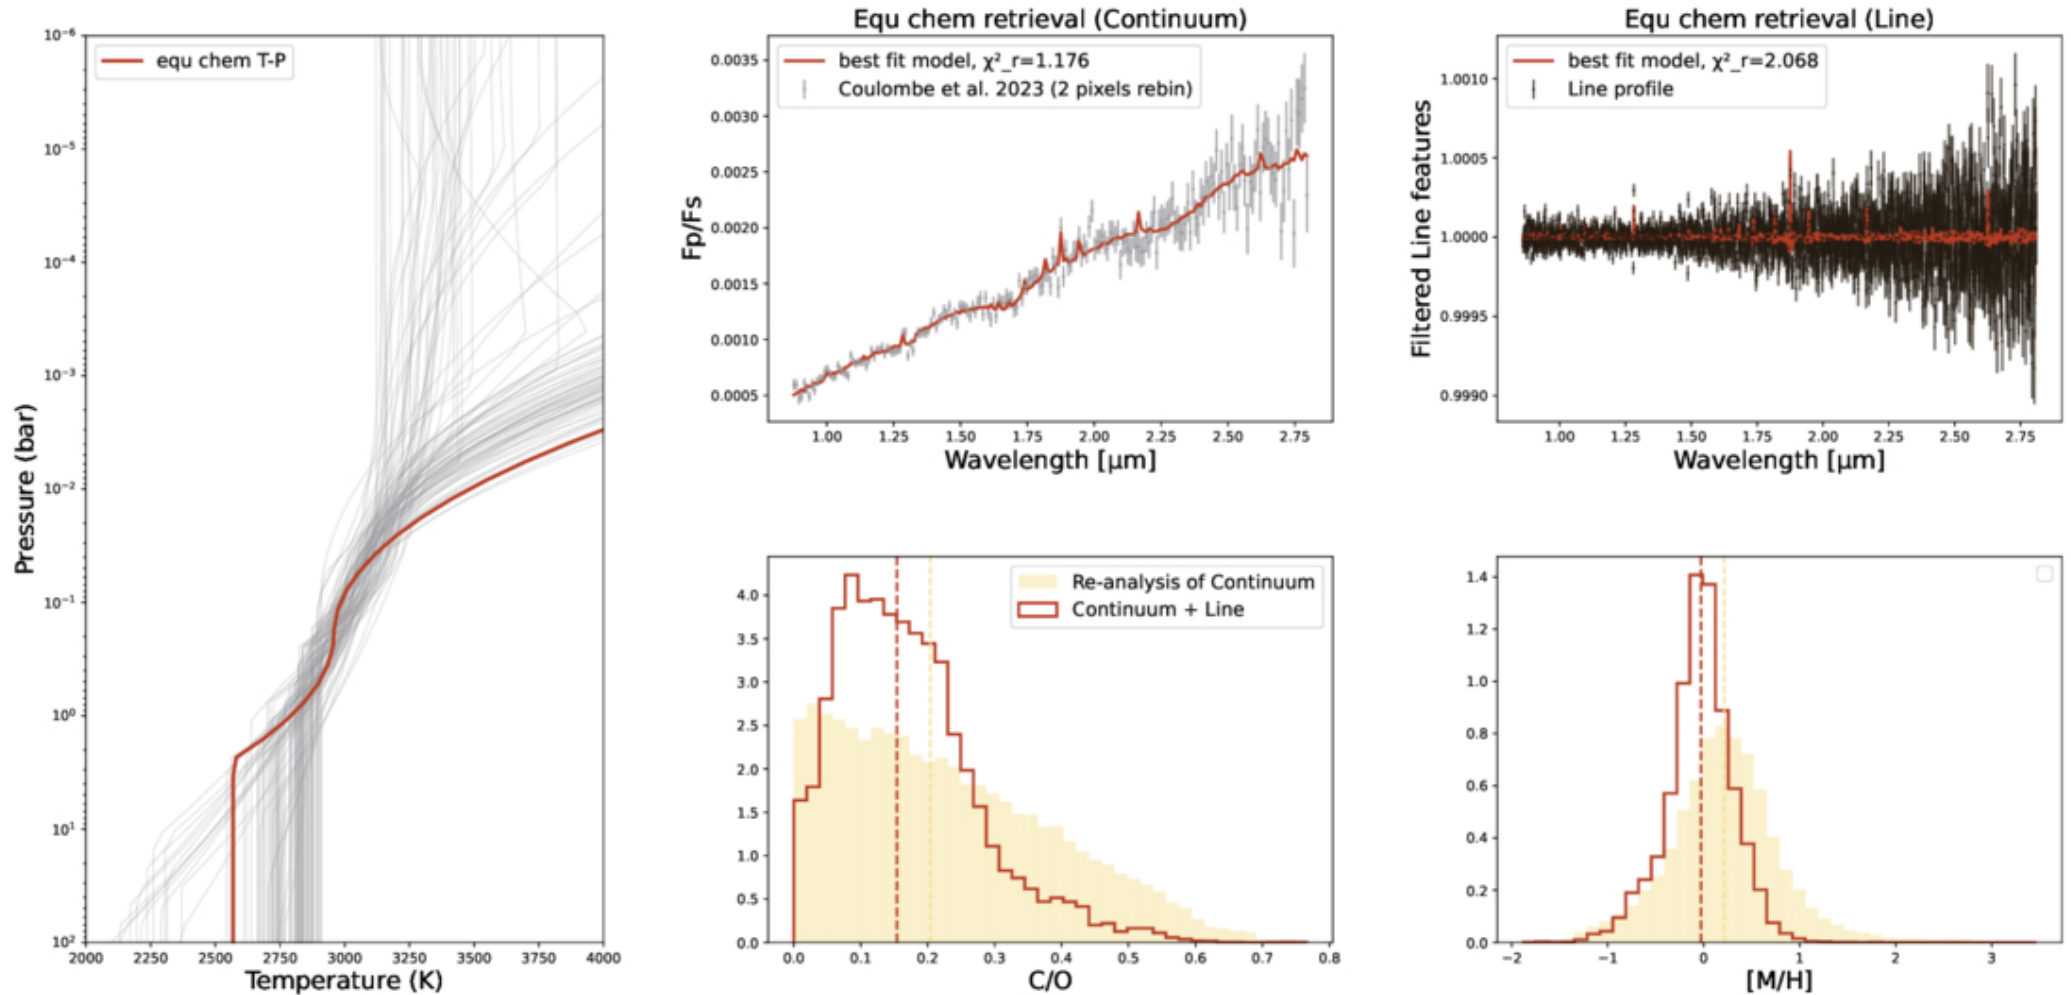 equ chem T-P
10⁻⁶
10⁻⁵
10⁻⁴
10⁻³
10⁻²
10⁻¹
10⁰
10¹
10²
Pressure (bar)
2000 2250 2500 2750 3000 3250 3500 3750 4000
Temperature (K)
Equ chem retrieval (Continuum)
best fit model, χ²_r=1.176
Coulombe et al. 2023 (2 pixels rebin)
0.0035
0.0030
0.0025
0.0020
0.0015
0.0010
0.0005
Fp/Fs
1.00 1.25 1.50 1.75 2.00 2.25 2.50 2.75
Wavelength [μm]
Equ chem retrieval (Line)
best fit model, χ²_r=2.068
Line profile
1.0010
1.0005
1.0000
0.9995
0.9990
Filtered Line features
1.00 1.25 1.50 1.75 2.00 2.25 2.50 2.75
Wavelength [μm]
Re-analysis of Continuum
Continuum + Line
4.0
3.5
3.0
2.5
2.0
1.5
1.0
0.5
0.0
0.0 0.1 0.2 0.3 0.4 0.5 0.6 0.7 0.8
C/O
1.4
1.2
1.0
0.8
0.6
0.4
0.2
0.0
−2 −1 0 1 2 3
[M/H]